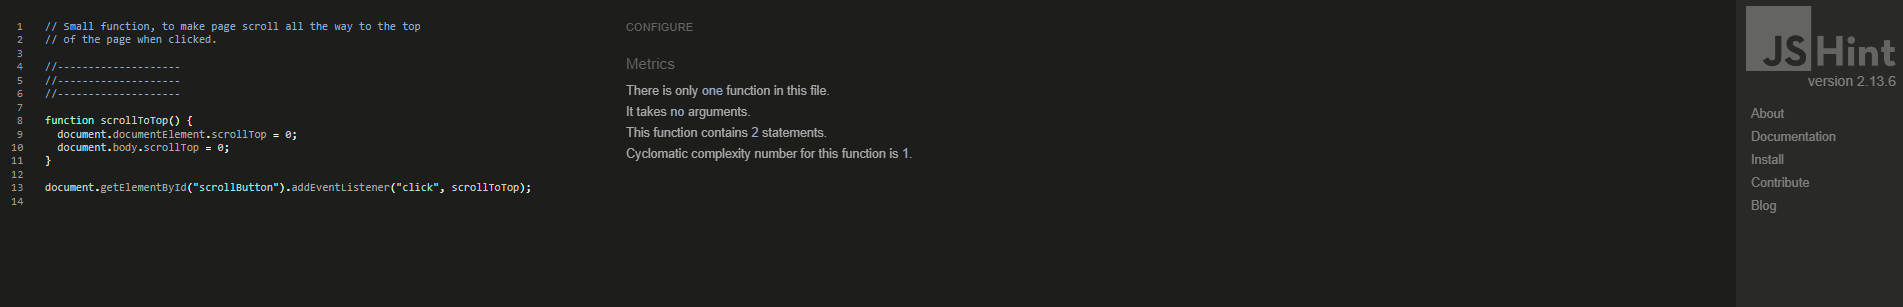 1 // Small function, to make page scroll all the way to the top
2 // of the page when clicked.
3
4 //--------------------
5 //--------------------
6 //--------------------
7
8 function scrollToTop() {
9   document.documentElement.scrollTop = 0;
10   document.body.scrollTop = 0;
11 }
12
13 document.getElementById("scrollButton").addEventListener("click", scrollToTop);
14
CONFIGURE
Metrics
There is only one function in this file.
It takes no arguments.
This function contains 2 statements.
Cyclomatic complexity number for this function is 1.
JSHint
version 2.13.6
About
Documentation
Install
Contribute
Blog